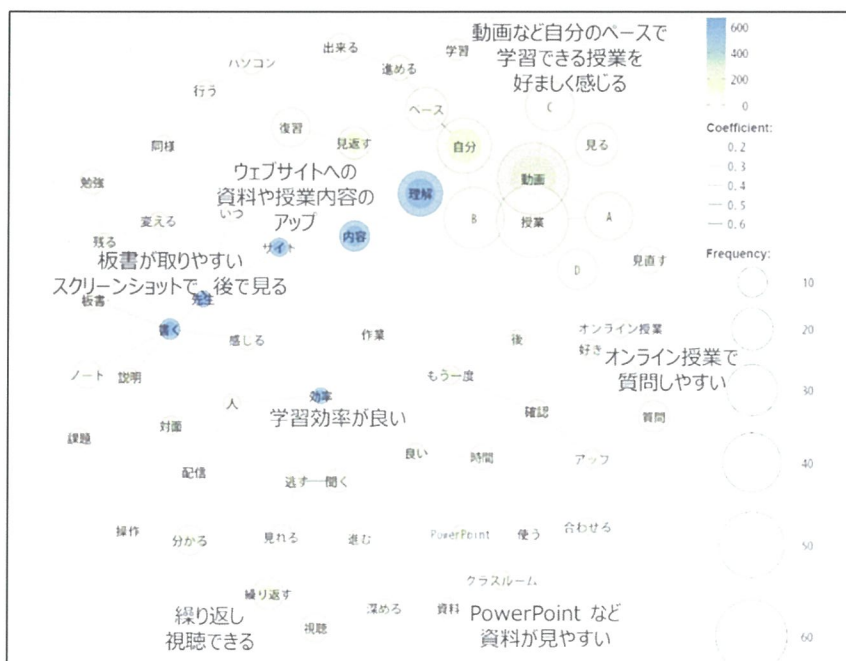 動画など自分のペースで
学習できる授業を
好ましく感じる
600
400
200
0
Coefficient:
0.2
0.3
0.4
0.5
0.6
Frequency:
10
20
30
40
50
60
出来る
学習
パソコン
進める
行う
ペース
C
復習
同様
見返す
自分
見る
ウェブサイトへの
資料や授業内容の
アップ
勉強
理解
動画
いつ
変える
B
授業
A
残る
サイト
内容
板書が取りやすい
スクリーンショットで、後で見る
D
見直す
板書
先生
書く
感じる
作業
後
オンライン授業
好き
オンライン授業で
質問しやすい
ノート
説明
もう一度
人
効率
学習効率が良い
確認
質問
課題
対面
良い
時間
アップ
配信
逃す
聞く
操作
分かる
見れる
進む
PowerPoint
使う
合わせる
クラスルーム
繰り返す
深める
資料
繰り返し
視聴できる
視聴
PowerPoint など
資料が見やすい